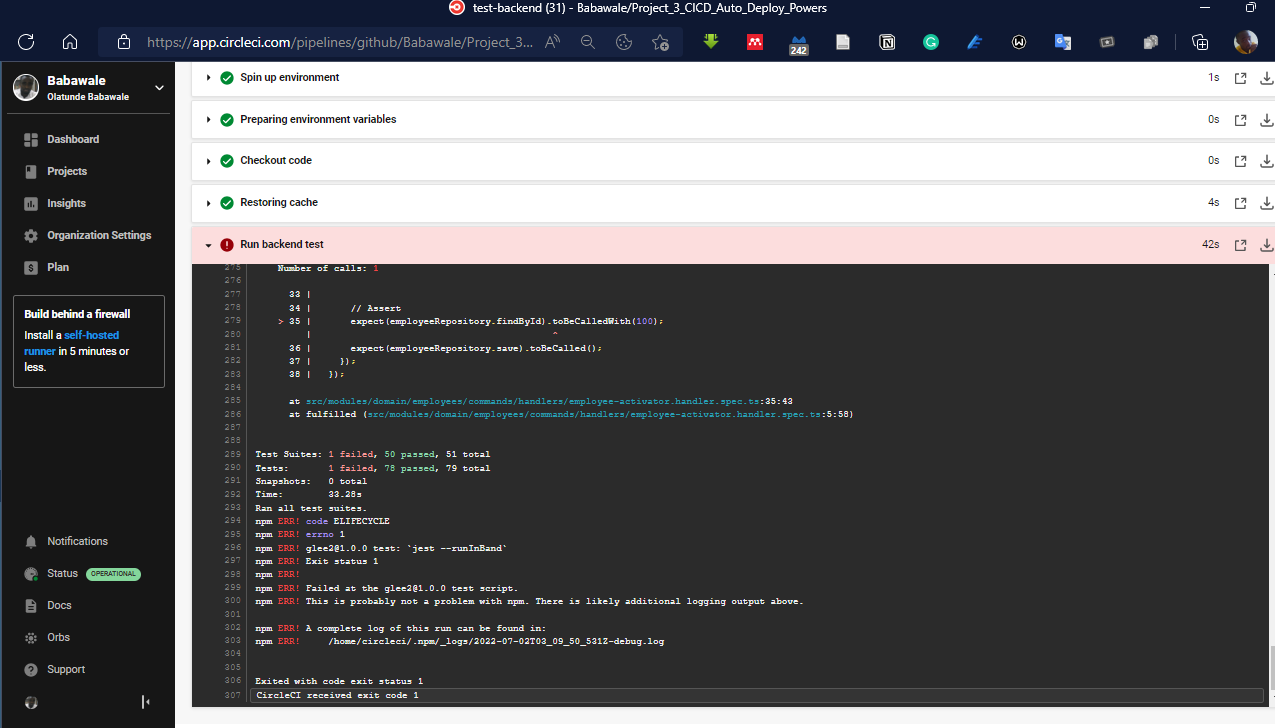 test-backend (31) - Babawale/Project_3_CICD_Auto_Deploy_Powers
https://app.circleci.com/pipelines/github/Babawale/Project_3...
242
Babawale
Olatunde Babawale
Dashboard
Projects
Insights
Organization Settings
Plan
Build behind a firewall
Install a self-hosted
runner in 5 minutes or
less.
Notifications
Status OPERATIONAL
Docs
Orbs
Support
Spin up environment 1s
Preparing environment variables 0s
Checkout code 0s
Restoring cache 4s
Run backend test 42s
275 Number of calls: 1
276
277 33 |
278 34 | // Assert
279 > 35 | expect(employeeRepository.findById).toBeCalledWith(100);
280 | ^
281 36 | expect(employeeRepository.save).toBeCalled();
282 37 | });
283 38 | });
284
285 at src/modules/domain/employees/commands/handlers/employee-activator.handler.spec.ts:35:43
286 at fulfilled (src/modules/domain/employees/commands/handlers/employee-activator.handler.spec.ts:5:58)
287
288
289 Test Suites: 1 failed, 50 passed, 51 total
290 Tests: 1 failed, 78 passed, 79 total
291 Snapshots: 0 total
292 Time: 33.28s
293 Ran all test suites.
294 npm ERR! code ELIFECYCLE
295 npm ERR! errno 1
296 npm ERR! glee2@1.0.0 test: `jest --runInBand`
297 npm ERR! Exit status 1
298 npm ERR!
299 npm ERR! Failed at the glee2@1.0.0 test script.
300 npm ERR! This is probably not a problem with npm. There is likely additional logging output above.
301
302 npm ERR! A complete log of this run can be found in:
303 npm ERR! /home/circleci/.npm/_logs/2022-07-02T03_09_50_531Z-debug.log
304
305
306 Exited with code exit status 1
307 CircleCI received exit code 1